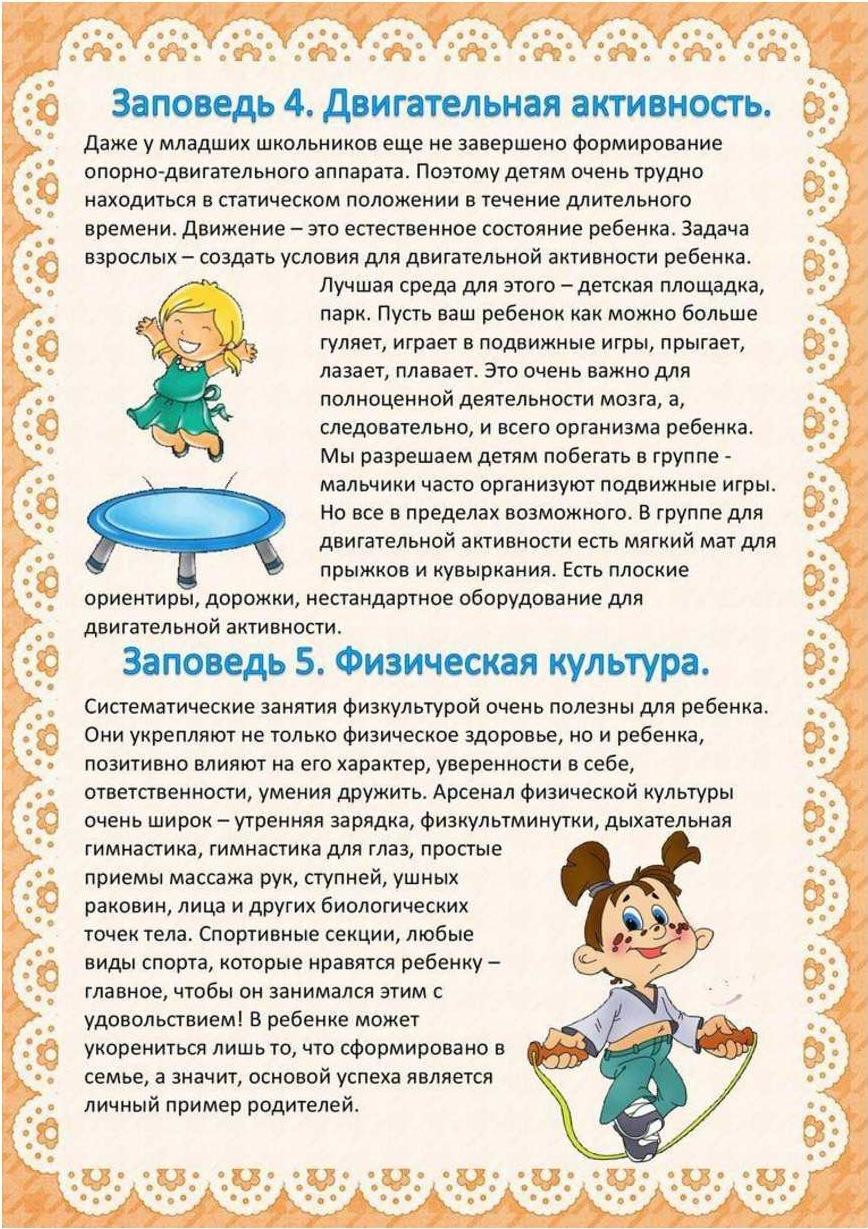 Заповедь 4. Двигательная активность.
Даже у младших школьников еще не завершено формирование
опорно-двигательного аппарата. Поэтому детям очень трудно
находиться в статическом положении в течение длительного
времени. Движение – это естественное состояние ребенка. Задача
взрослых – создать условия для двигательной активности ребенка.
Лучшая среда для этого – детская площадка,
парк. Пусть ваш ребенок как можно больше
гуляет, играет в подвижные игры, прыгает,
лазает, плавает. Это очень важно для
полноценной деятельности мозга, а,
следовательно, и всего организма ребенка.
Мы разрешаем детям побегать в группе -
мальчики часто организуют подвижные игры.
Но все в пределах возможного. В группе для
двигательной активности есть мягкий мат для
прыжков и кувыркания. Есть плоские
ориентиры, дорожки, нестандартное оборудование для
двигательной активности.
Заповедь 5. Физическая культура.
Систематические занятия физкультурой очень полезны для ребенка.
Они укрепляют не только физическое здоровье, но и ребенка,
позитивно влияют на его характер, уверенности в себе,
ответственности, умения дружить. Арсенал физической культуры
очень широк – утренняя зарядка, физкультминутки, дыхательная
гимнастика, гимнастика для глаз, простые
приемы массажа рук, ступней, ушных
раковин, лица и других биологических
точек тела. Спортивные секции, любые
виды спорта, которые нравятся ребенку –
главное, чтобы он занимался этим с
удовольствием! В ребенке может
укорениться лишь то, что сформировано в
семье, а значит, основой успеха является
личный пример родителей.